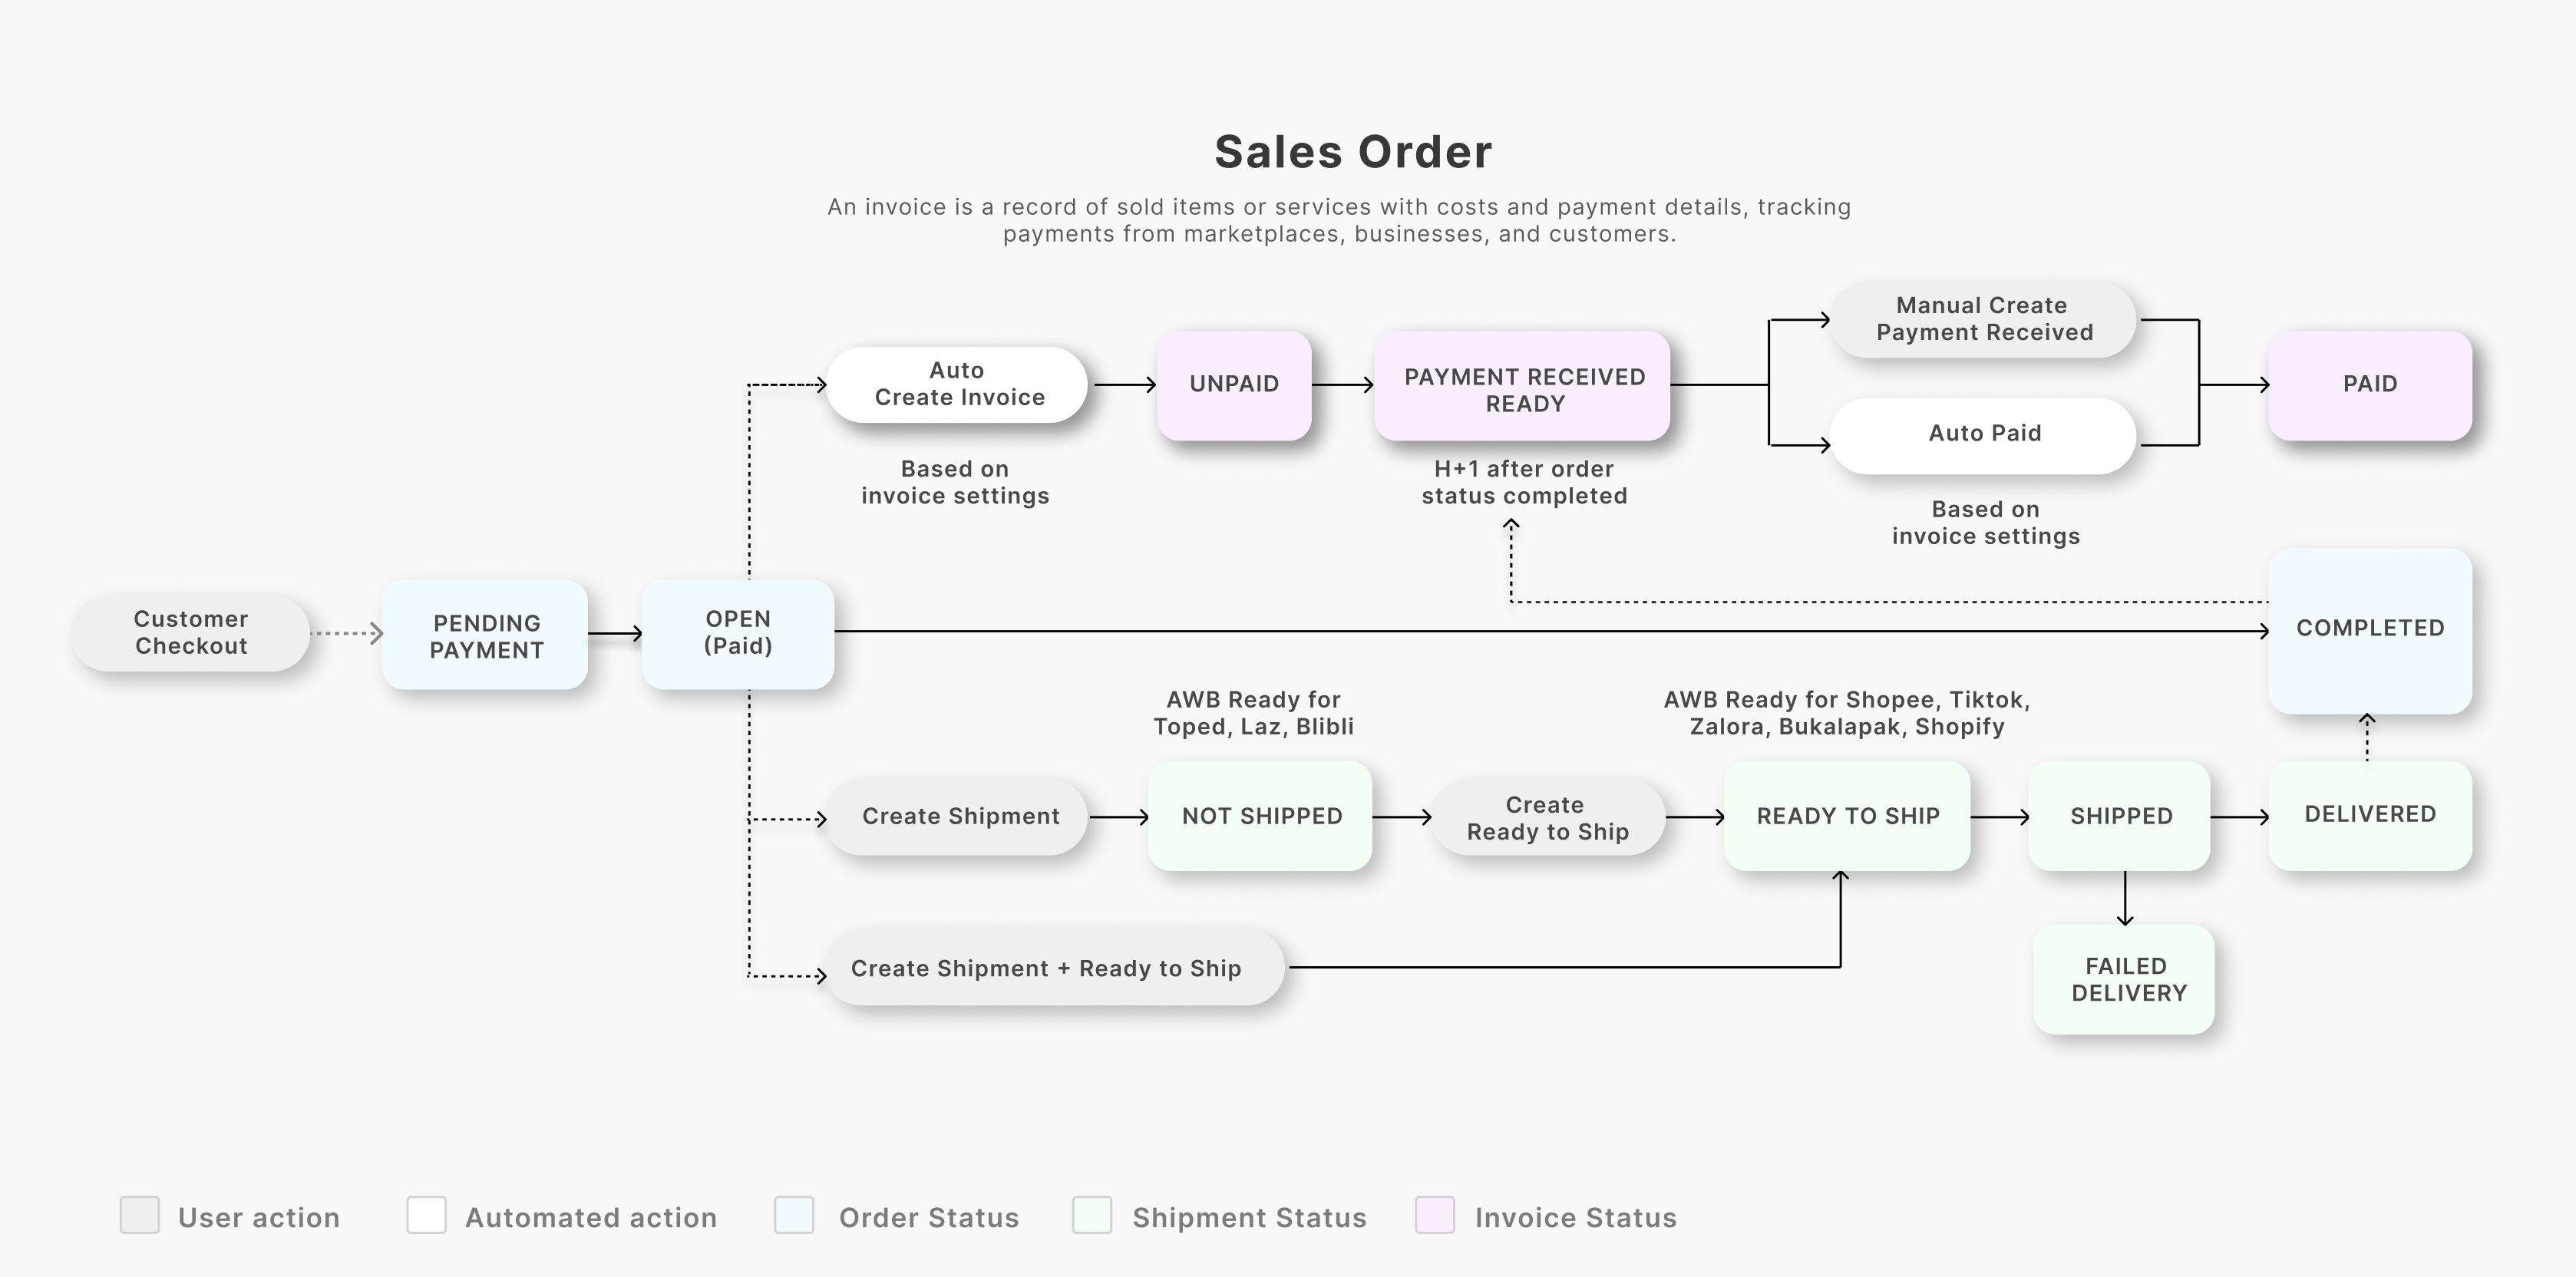 Sales Order
An invoice is a record of sold items or services with costs and payment details, tracking
payments from marketplaces, businesses, and customers.
Auto
Create Invoice
Based on
invoice settings
UNPAID
PAYMENT RECEIVED
READY
H+1 after order
status completed
Manual Create
Payment Received
Auto Paid
Based on
invoice settings
PAID
Customer
Checkout
PENDING
PAYMENT
OPEN
(Paid)
COMPLETED
AWB Ready for
Toped, Laz, Blibli
AWB Ready for Shopee, Tiktok,
Zalora, Bukalapak, Shopify
Create Shipment
NOT SHIPPED
Create
Ready to Ship
READY TO SHIP
SHIPPED
DELIVERED
Create Shipment + Ready to Ship
FAILED
DELIVERY
User action
Automated action
Order Status
Shipment Status
Invoice Status